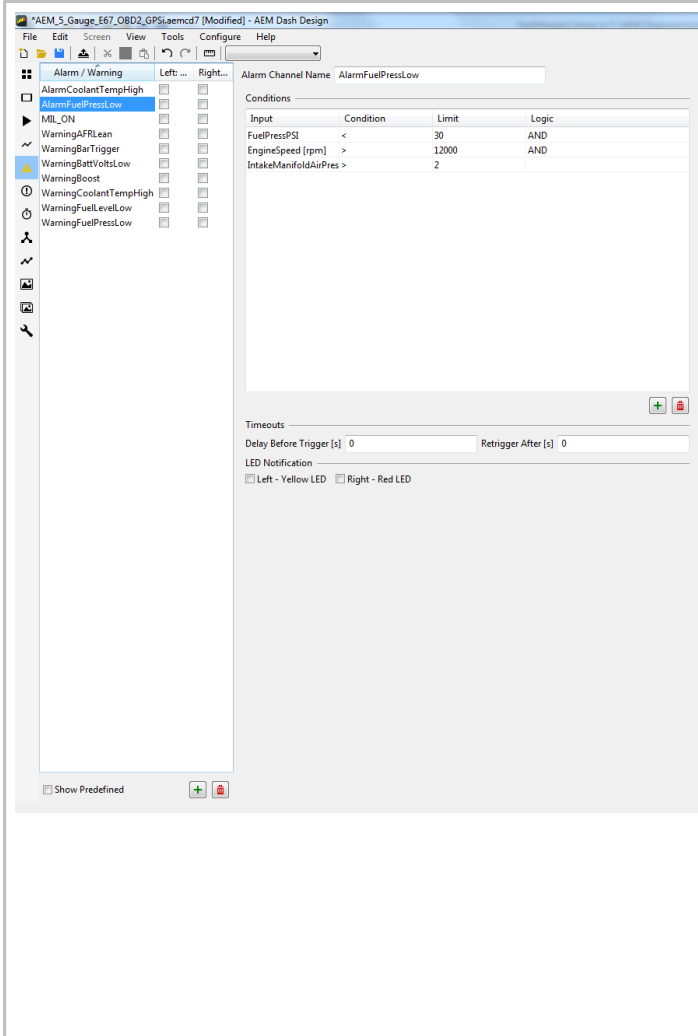 *AEM_5_Gauge_E67_OBD2_GPSi.aemcd7 [Modified] - AEM Dash Design
File Edit Screen View Tools Configure Help
Alarm / Warning Left: ... Right...
AlarmCoolantTempHigh
AlarmFuelPressLow
MIL_ON
WarningAFRLean
WarningBarTrigger
WarningBattVoltsLow
WarningBoost
WarningCoolantTempHigh
WarningFuelLevelLow
WarningFuelPressLow
Show Predefined
Alarm Channel Name AlarmFuelPressLow
Conditions
Input Condition Limit Logic
FuelPressPSI < 30 AND
EngineSpeed [rpm] > 12000 AND
IntakeManifoldAirPres > 2
Timeouts
Delay Before Trigger [s] 0 Retrigger After [s] 0
LED Notification
Left - Yellow LED Right - Red LED